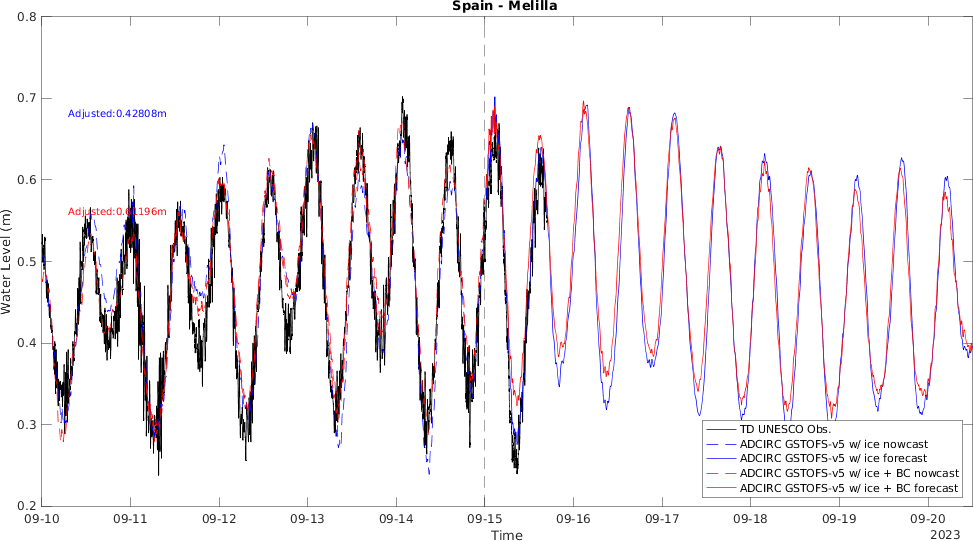 Spain - Melilla
0.8
0.7
0.6
0.5
0.4
0.3
0.2
Water Level (m)
Adjusted:0.42808m
09-10
09-11
09-12
09-13
09-14
09-15
09-16
09-17
09-18
09-19
09-20
Time
2023
TD UNESCO Obs.
ADCIRC GSTOFS-v5 w/ ice nowcast
ADCIRC GSTOFS-v5 w/ ice forecast
ADCIRC GSTOFS-v5 w/ ice + BC nowcast
ADCIRC GSTOFS-v5 w/ ice + BC forecast